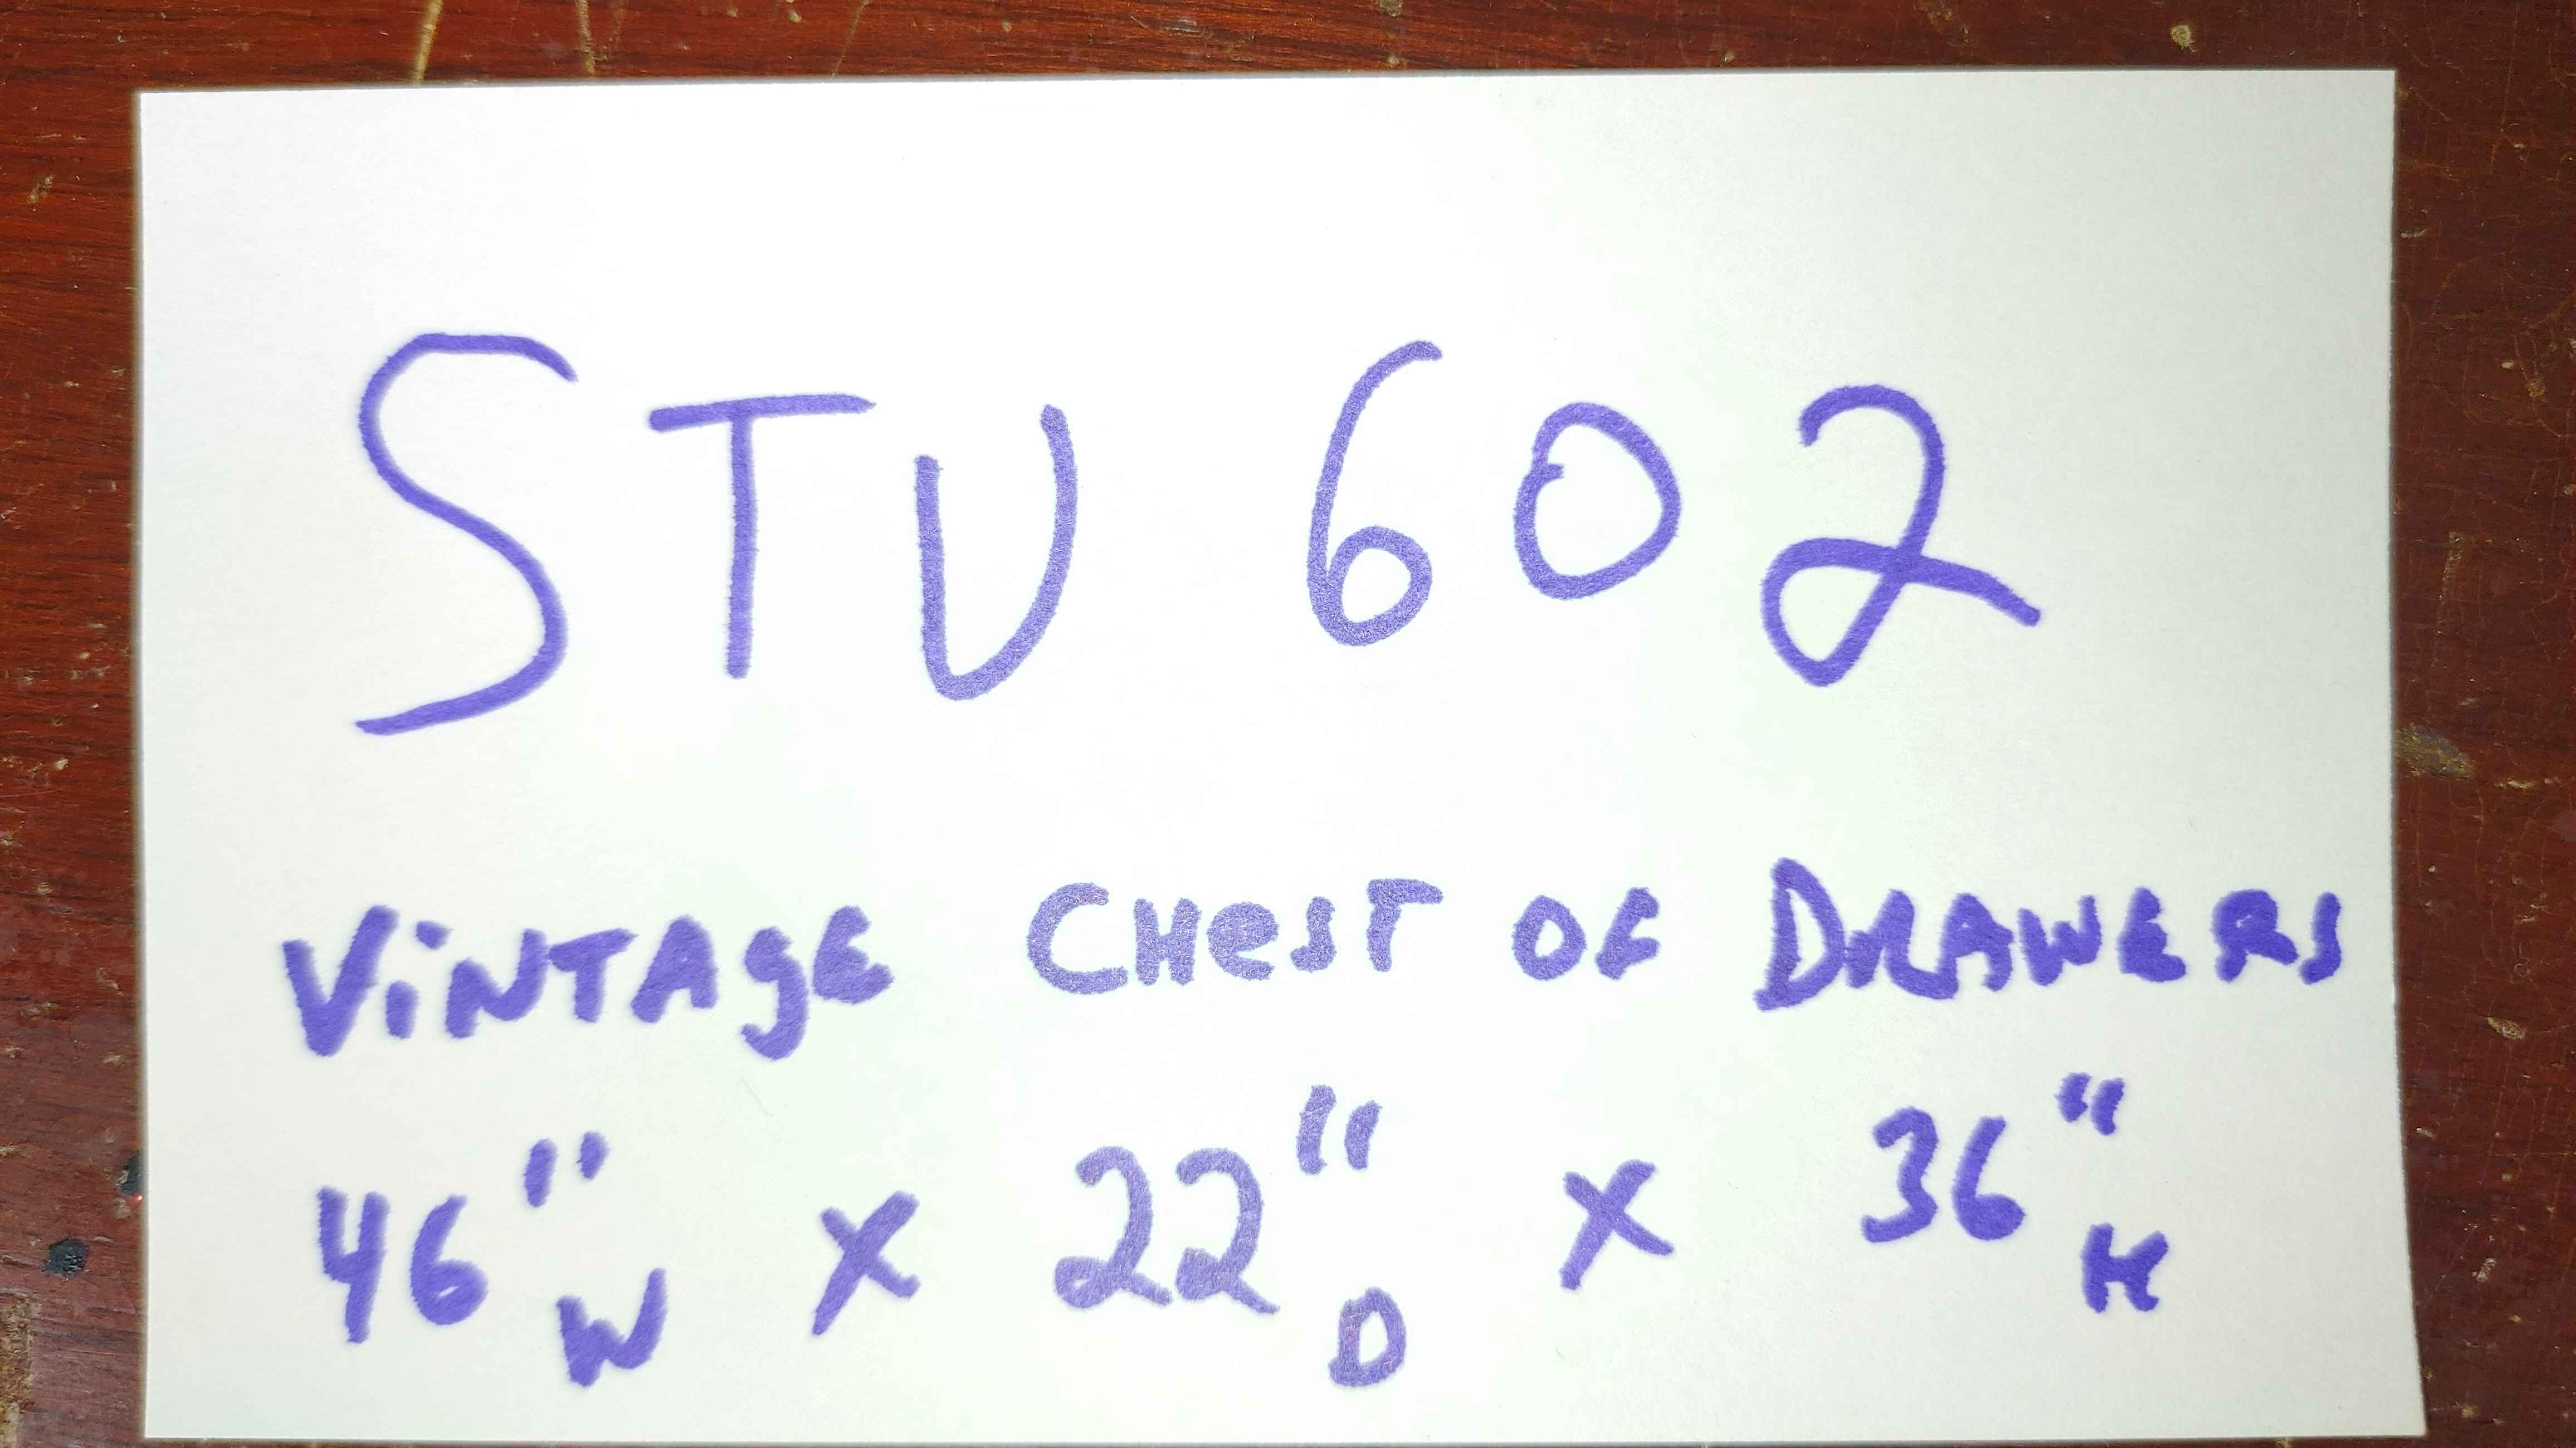 STU 602
ViNTAgE CHeST OF DRAWERS
46" W x 22" D x 36" H